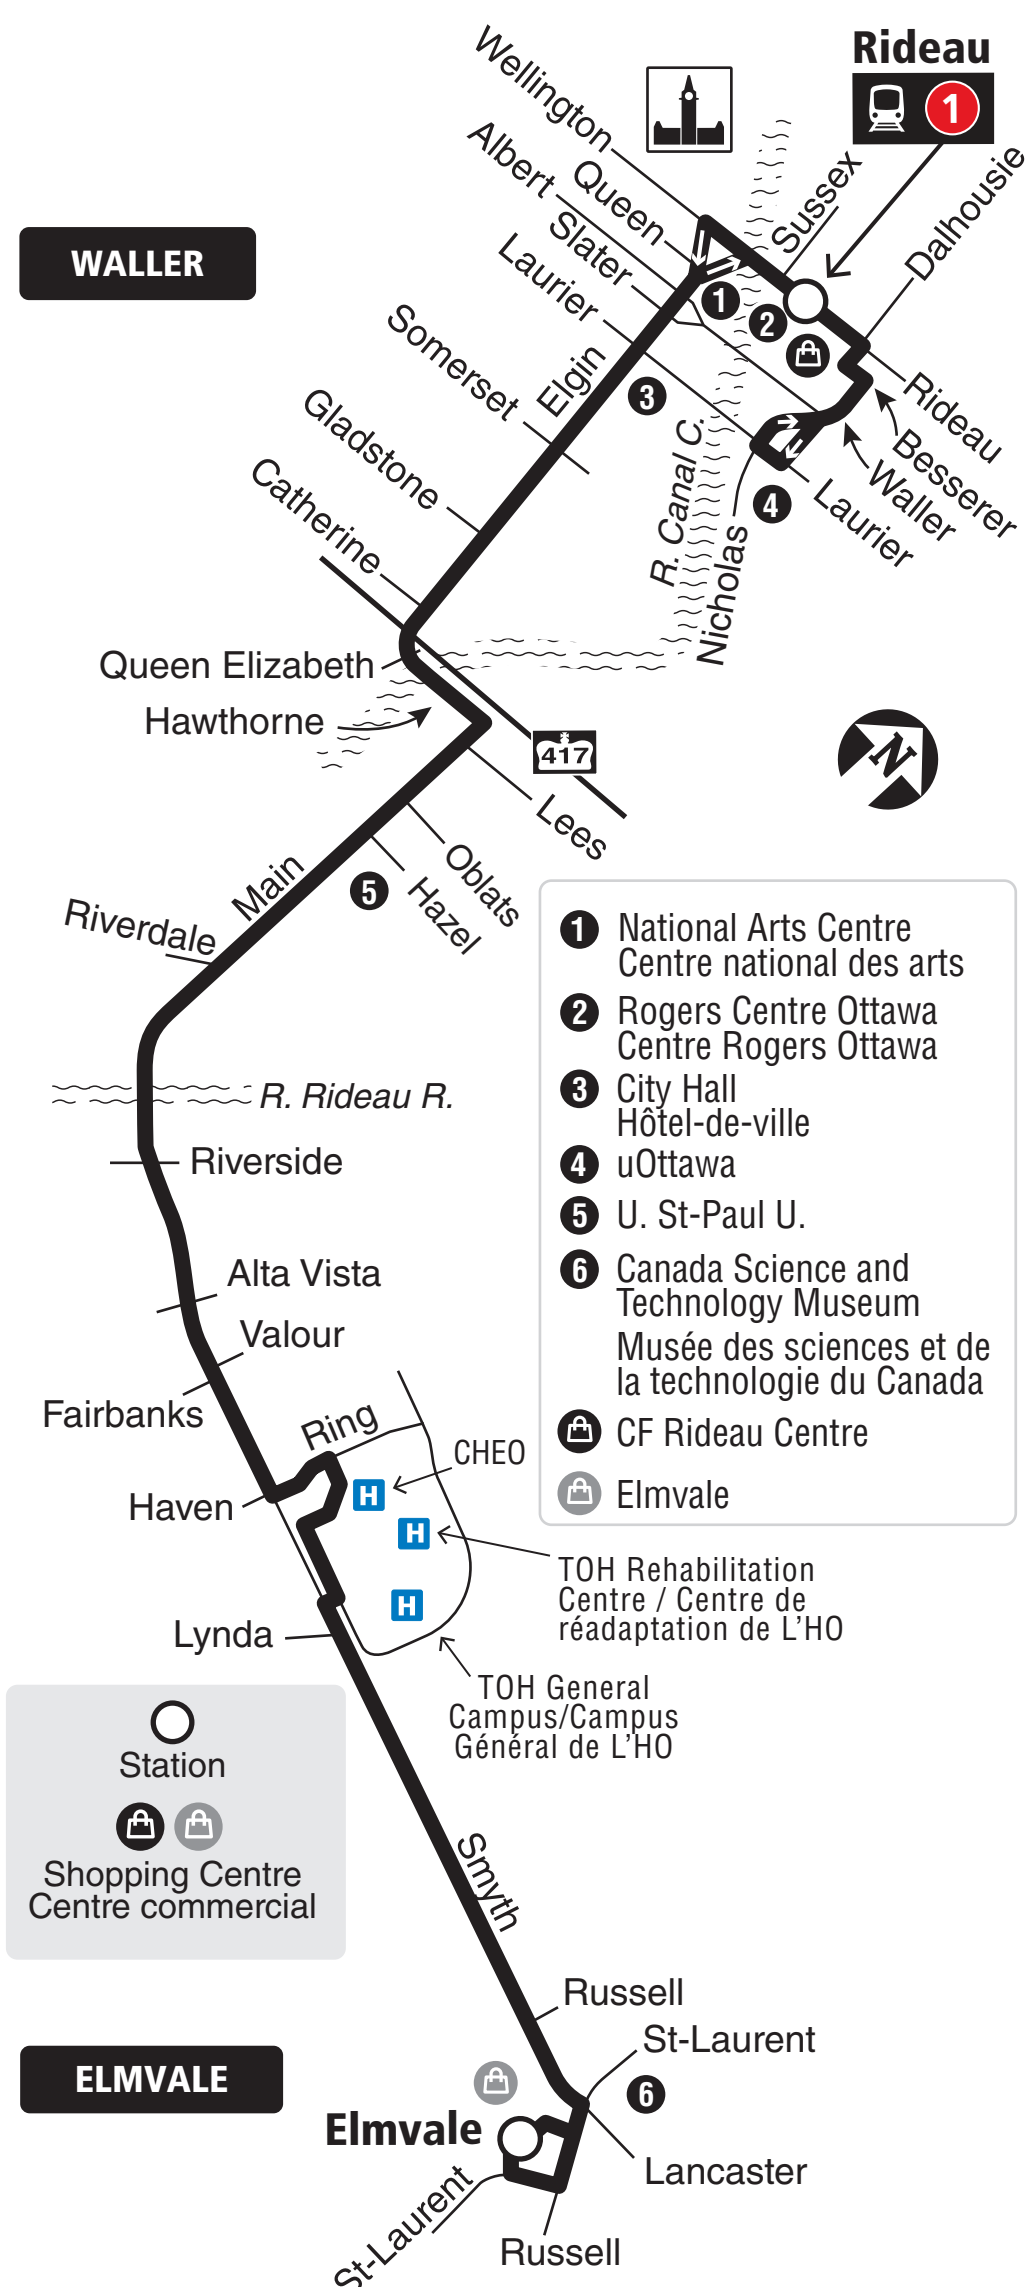 Rideau
1
Wellington
Albert
Queen
Slater
Laurier
Sussex
Dalhousie
WALLER
Somerset
Elgin
Gladstone
Catherine
1
2
3
4
R. Canal C.
Nicholas
Rideau
Besserer
Waller
Laurier
Queen Elizabeth
Hawthorne
417
N
Lees
Oblats
Hazel
Main
5
Riverdale
R. Rideau R.
Riverside
Alta Vista
Valour
Fairbanks
Ring
Haven
CHEO
H
H
H
TOH Rehabilitation
Centre / Centre de
réadaptation de L'HO
Lynda
TOH General
Campus/Campus
Général de L'HO
1 National Arts Centre
Centre national des arts
2 Rogers Centre Ottawa
Centre Rogers Ottawa
3 City Hall
Hôtel-de-ville
4 uOttawa
5 U. St-Paul U.
6 Canada Science and
Technology Museum
Musée des sciences et de
la technologie du Canada
CF Rideau Centre
Elmvale
Station
Shopping Centre
Centre commercial
Smyth
Russell
St-Laurent
6
ELMVALE
Elmvale
Lancaster
St-Laurent
Russell